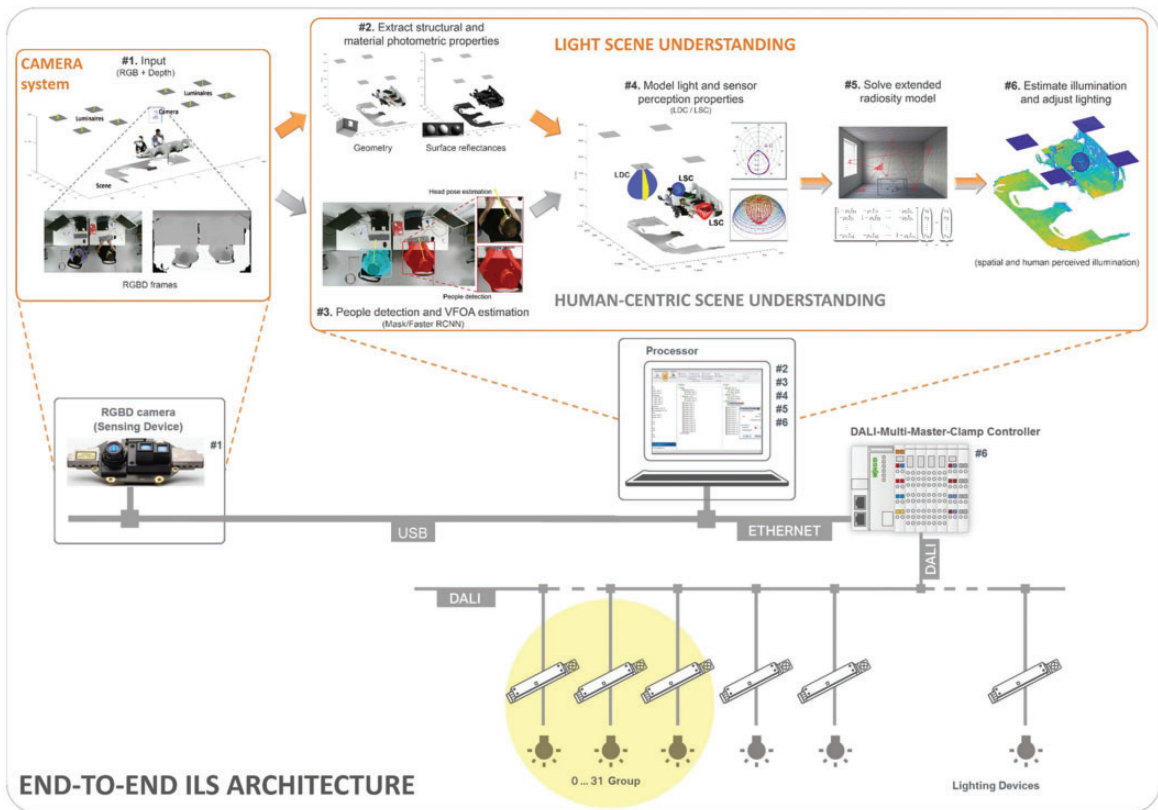 CAMERA
system
#1. Input
(RGB + Depth)
Luminaires
Luminaires
Camera
Scene
RGBD frames
#2. Extract structural and
material photometric properties
Geometry
Surface reflectances
LIGHT SCENE UNDERSTANDING
Head pose estimation
People detection
#3. People detection and VFOA estimation
(Mask/Faster RCNN)
#4. Model light and sensor
perception properties
(LDC / LSC)
LDC
LSC
LSC
#5. Solve extended
radiosity model
#6. Estimate illumination
and adjust lighting
(spatial and human perceived illumination)
HUMAN-CENTRIC SCENE UNDERSTANDING
Processor
#2
#3
#4
#5
#6
RGBD camera
(Sensing Device)
#1
DALI-Multi-Master-Clamp Controller
#6
USB
ETHERNET
DALI
DALI
0 ... 31 Group
Lighting Devices
END-TO-END ILS ARCHITECTURE